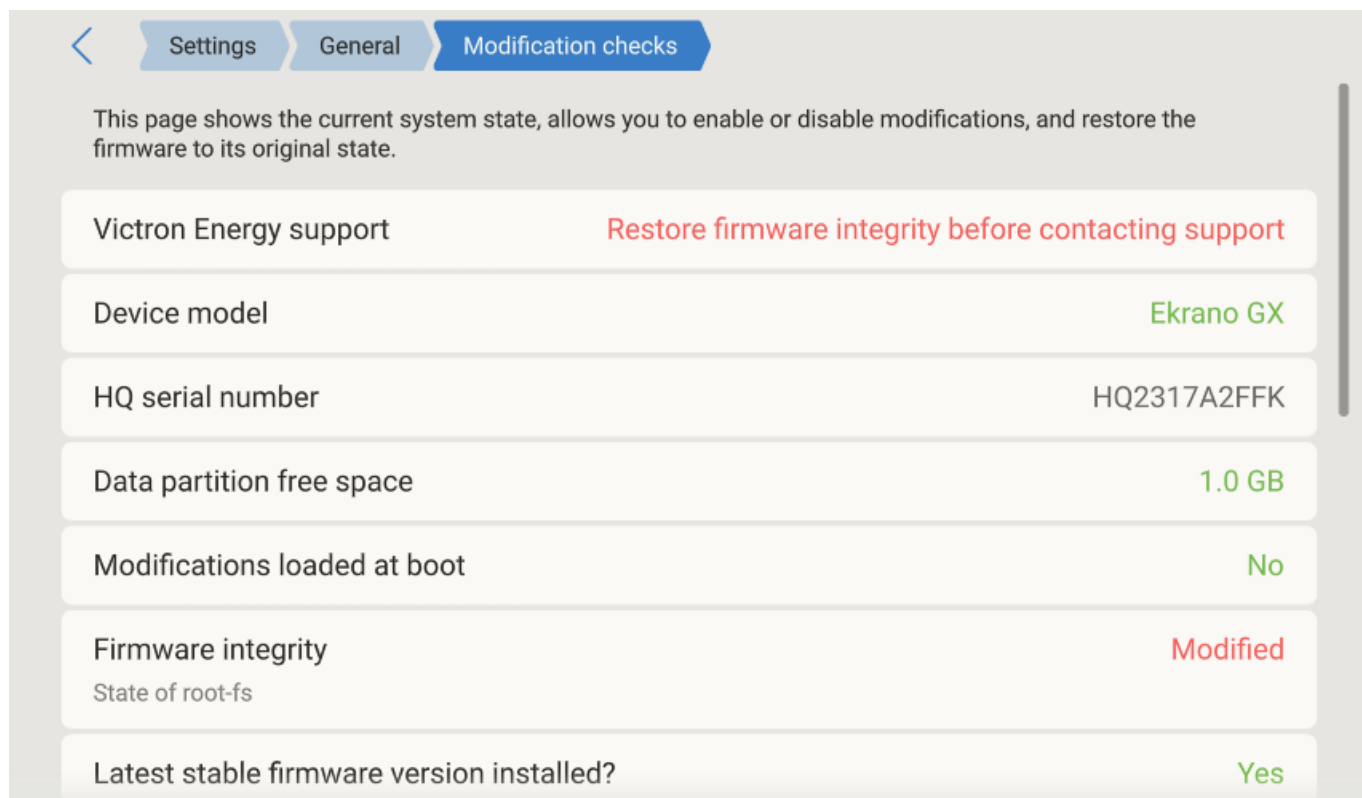 Settings General Modification checks
This page shows the current system state, allows you to enable or disable modifications, and restore the
firmware to its original state.
Victron Energy support Restore firmware integrity before contacting support
Device model Ekrano GX
HQ serial number HQ2317A2FFK
Data partition free space 1.0 GB
Modifications loaded at boot No
Firmware integrity Modified
State of root-fs
Latest stable firmware version installed? Yes